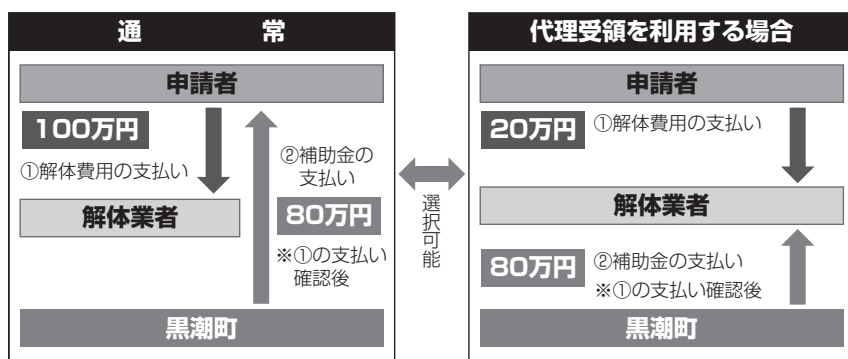 通 常
申請者
100万円
①解体費用の支払い
②補助金の
支払い
解体業者
80万円
※①の支払い
確認後
黒潮町
選択可能
代理受領を利用する場合
申請者
20万円 ①解体費用の支払い
解体業者
80万円 ②補助金の支払い
※①の支払い確認後
黒潮町